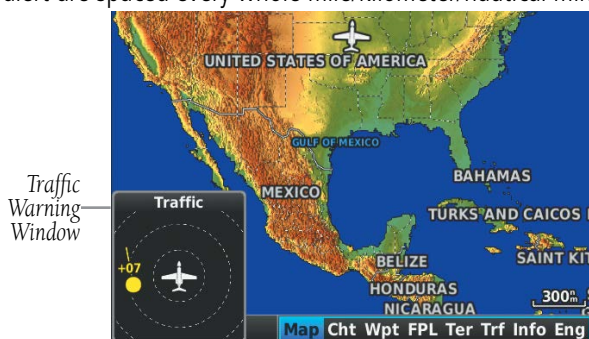 alert are spaced every whole mile/kilometer/nautical mile
UNITED STATES OF AMERICA
GULF OF MEXICO
BAHAMAS
MEXICO
TURKS AND CAICOS
BELIZE
SAINT KIT
HONDURAS
NICARAGUA
300
Traffic
Warning
Window
Traffic
+07
Map Cht Wpt FPL Ter Trf Info Eng